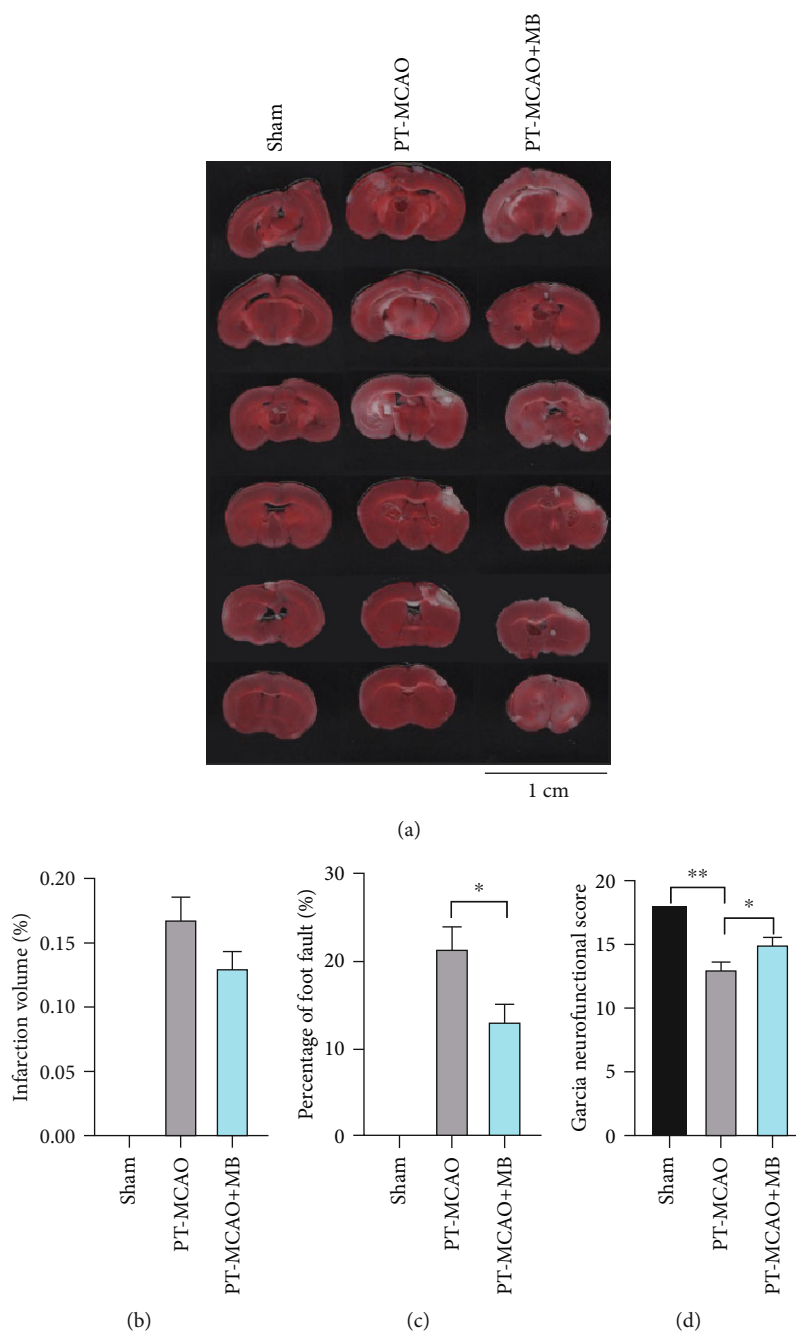 Sham
PT-MCAO
PT-MCAO+MB
1 cm
(a)
Infarction volume (%)
0.20
0.15
0.10
0.05
0.00
Sham
PT-MCAO
PT-MCAO+MB
(b)
Percentage of foot fault (%)
30
20
10
0
*
Sham
PT-MCAO
PT-MCAO+MB
(c)
Garcia neurofunctional score
20
15
10
5
0
**
*
Sham
PT-MCAO
PT-MCAO+MB
(d)